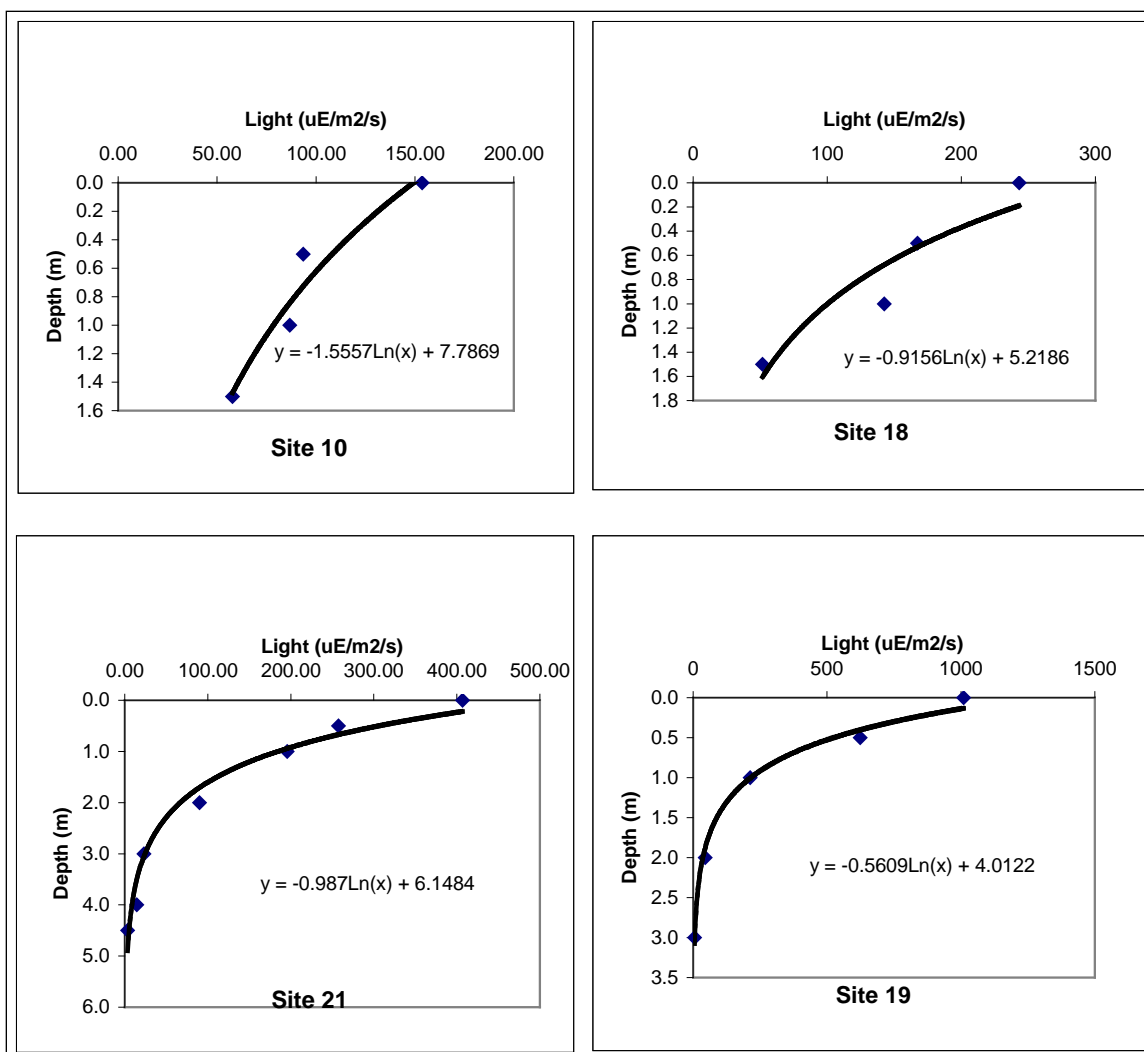 Light (uE/m2/s)
0.00 50.00 100.00 150.00 200.00
0.0
0.2
0.4
0.6
0.8
1.0
1.2
1.4
1.6
Depth (m)
y = -1.5557Ln(x) + 7.7869
Site 10
Light (uE/m2/s)
0 100 200 300
0.0
0.2
0.4
0.6
0.8
1.0
1.2
1.4
1.6
1.8
Depth (m)
y = -0.9156Ln(x) + 5.2186
Site 18
Light (uE/m2/s)
0.00 100.00 200.00 300.00 400.00 500.00
0.0
1.0
2.0
3.0
4.0
5.0
6.0
Depth (m)
y = -0.987Ln(x) + 6.1484
Site 21
Light (uE/m2/s)
0 500 1000 1500
0.0
0.5
1.0
1.5
2.0
2.5
3.0
3.5
Depth (m)
y = -0.5609Ln(x) + 4.0122
Site 19